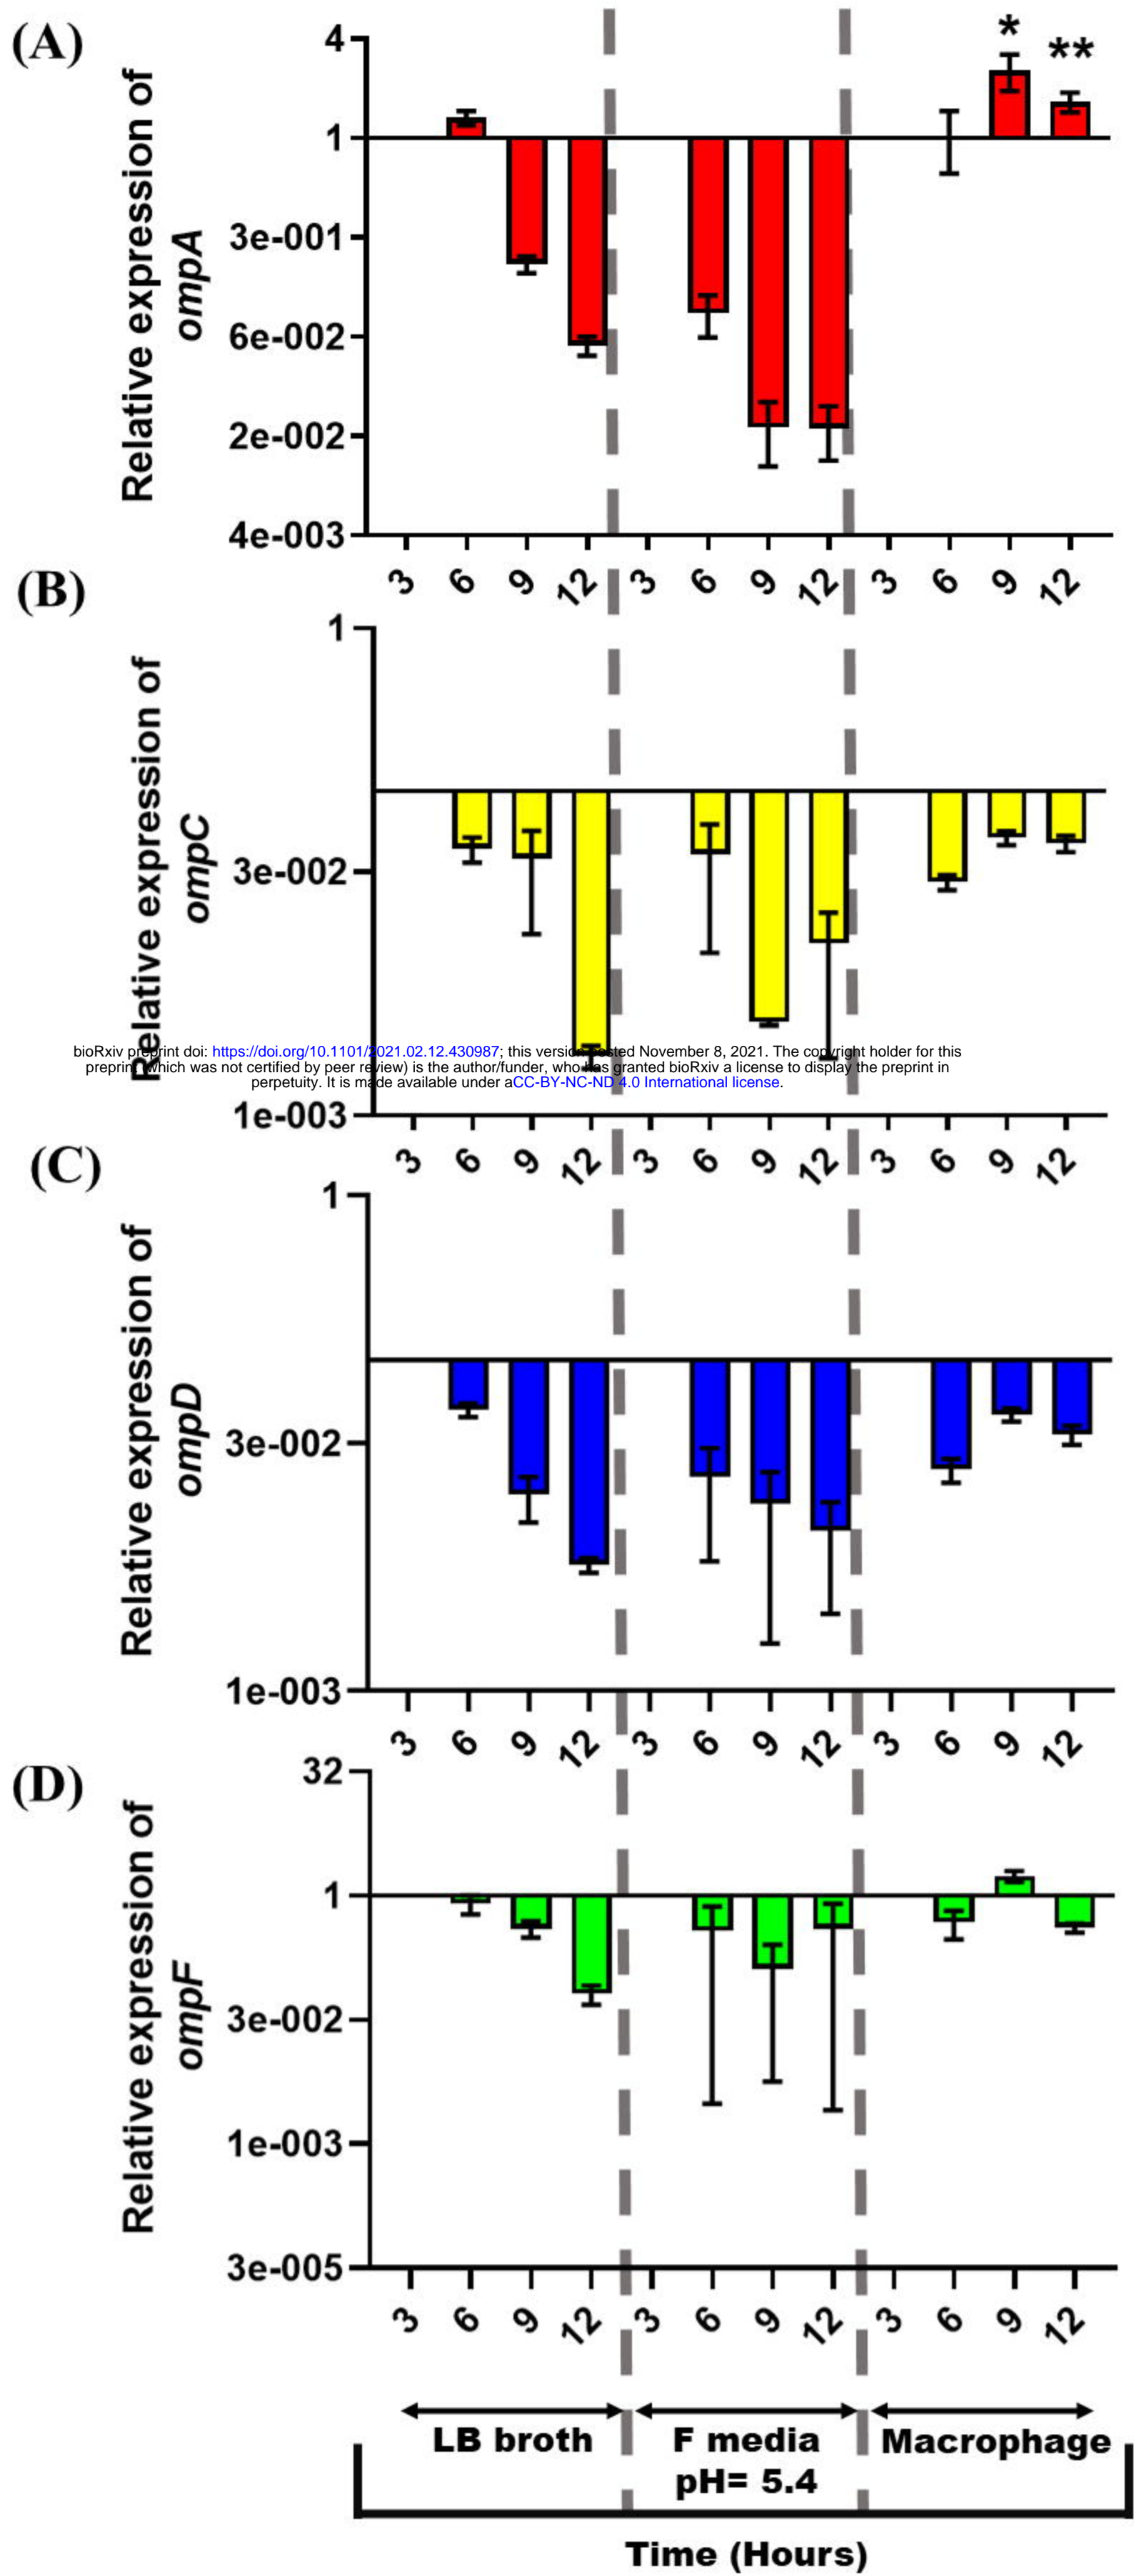 (A)
Relative expression of
ompA
4
1
3e-001
6e-002
2e-002
4e-003
*
**
3 6 9 12 3 6 9 12 3 6 9 12
(B)
Relative expression of
ompC
1
3e-002
1e-003
bioRxiv preprint doi: https://doi.org/10.1101/2021.02.12.430987; this version posted November 8, 2021. The copyright holder for this
preprint (which was not certified by peer review) is the author/funder, who has granted bioRxiv a license to display the preprint in
perpetuity. It is made available under aCC-BY-NC-ND 4.0 International license.
3 6 9 12 3 6 9 12 3 6 9 12
(C)
Relative expression of
ompD
1
3e-002
1e-003
3 6 9 12 3 6 9 12 3 6 9 12
(D)
Relative expression of
ompF
32
1
3e-002
1e-003
3e-005
3 6 9 12 3 6 9 12 3 6 9 12
LB broth F media Macrophage
pH= 5.4
Time (Hours)